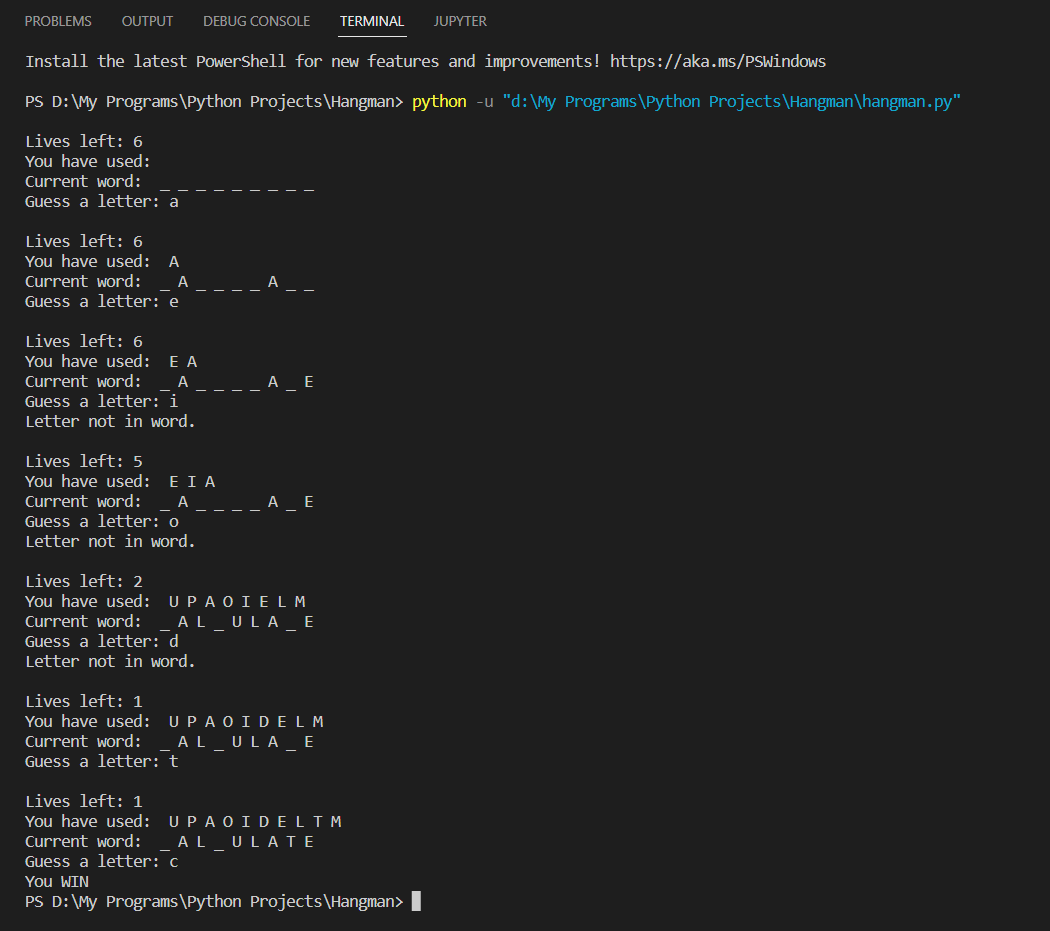 PROBLEMS OUTPUT DEBUG CONSOLE TERMINAL JUPYTER
Install the latest PowerShell for new features and improvements! https://aka.ms/PSWindows
PS D:\My Programs\Python Projects\Hangman> python -u "d:\My Programs\Python Projects\Hangman\hangman.py"
Lives left: 6
You have used:
Current word:  _ _ _ _ _ _ _ _ _
Guess a letter: a
Lives left: 6
You have used:  A
Current word:  _ A _ _ _ _ A _ _
Guess a letter: e
Lives left: 6
You have used:  E A
Current word:  _ A _ _ _ _ A _ E
Guess a letter: i
Letter not in word.
Lives left: 5
You have used:  E I A
Current word:  _ A _ _ _ _ A _ E
Guess a letter: o
Letter not in word.
Lives left: 2
You have used:  U P A O I E L M
Current word:  _ A L _ U L A _ E
Guess a letter: d
Letter not in word.
Lives left: 1
You have used:  U P A O I D E L M
Current word:  _ A L _ U L A _ E
Guess a letter: t
Lives left: 1
You have used:  U P A O I D E L T M
Current word:  _ A L _ U L A T E
Guess a letter: c
You WIN
PS D:\My Programs\Python Projects\Hangman>